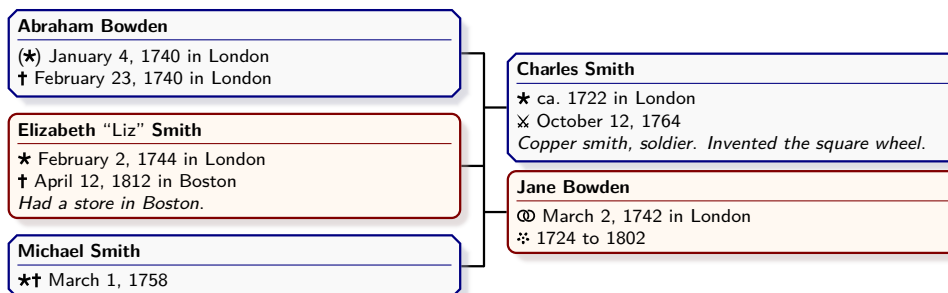 Abraham Bowden
(★) January 4, 1740 in London
† February 23, 1740 in London
Elizabeth “Liz” Smith
★ February 2, 1744 in London
† April 12, 1812 in Boston
Had a store in Boston.
Michael Smith
★† March 1, 1758
Charles Smith
★ ca. 1722 in London
⚔ October 12, 1764
Copper smith, soldier. Invented the square wheel.
Jane Bowden
⚭ March 2, 1742 in London
⁘ 1724 to 1802